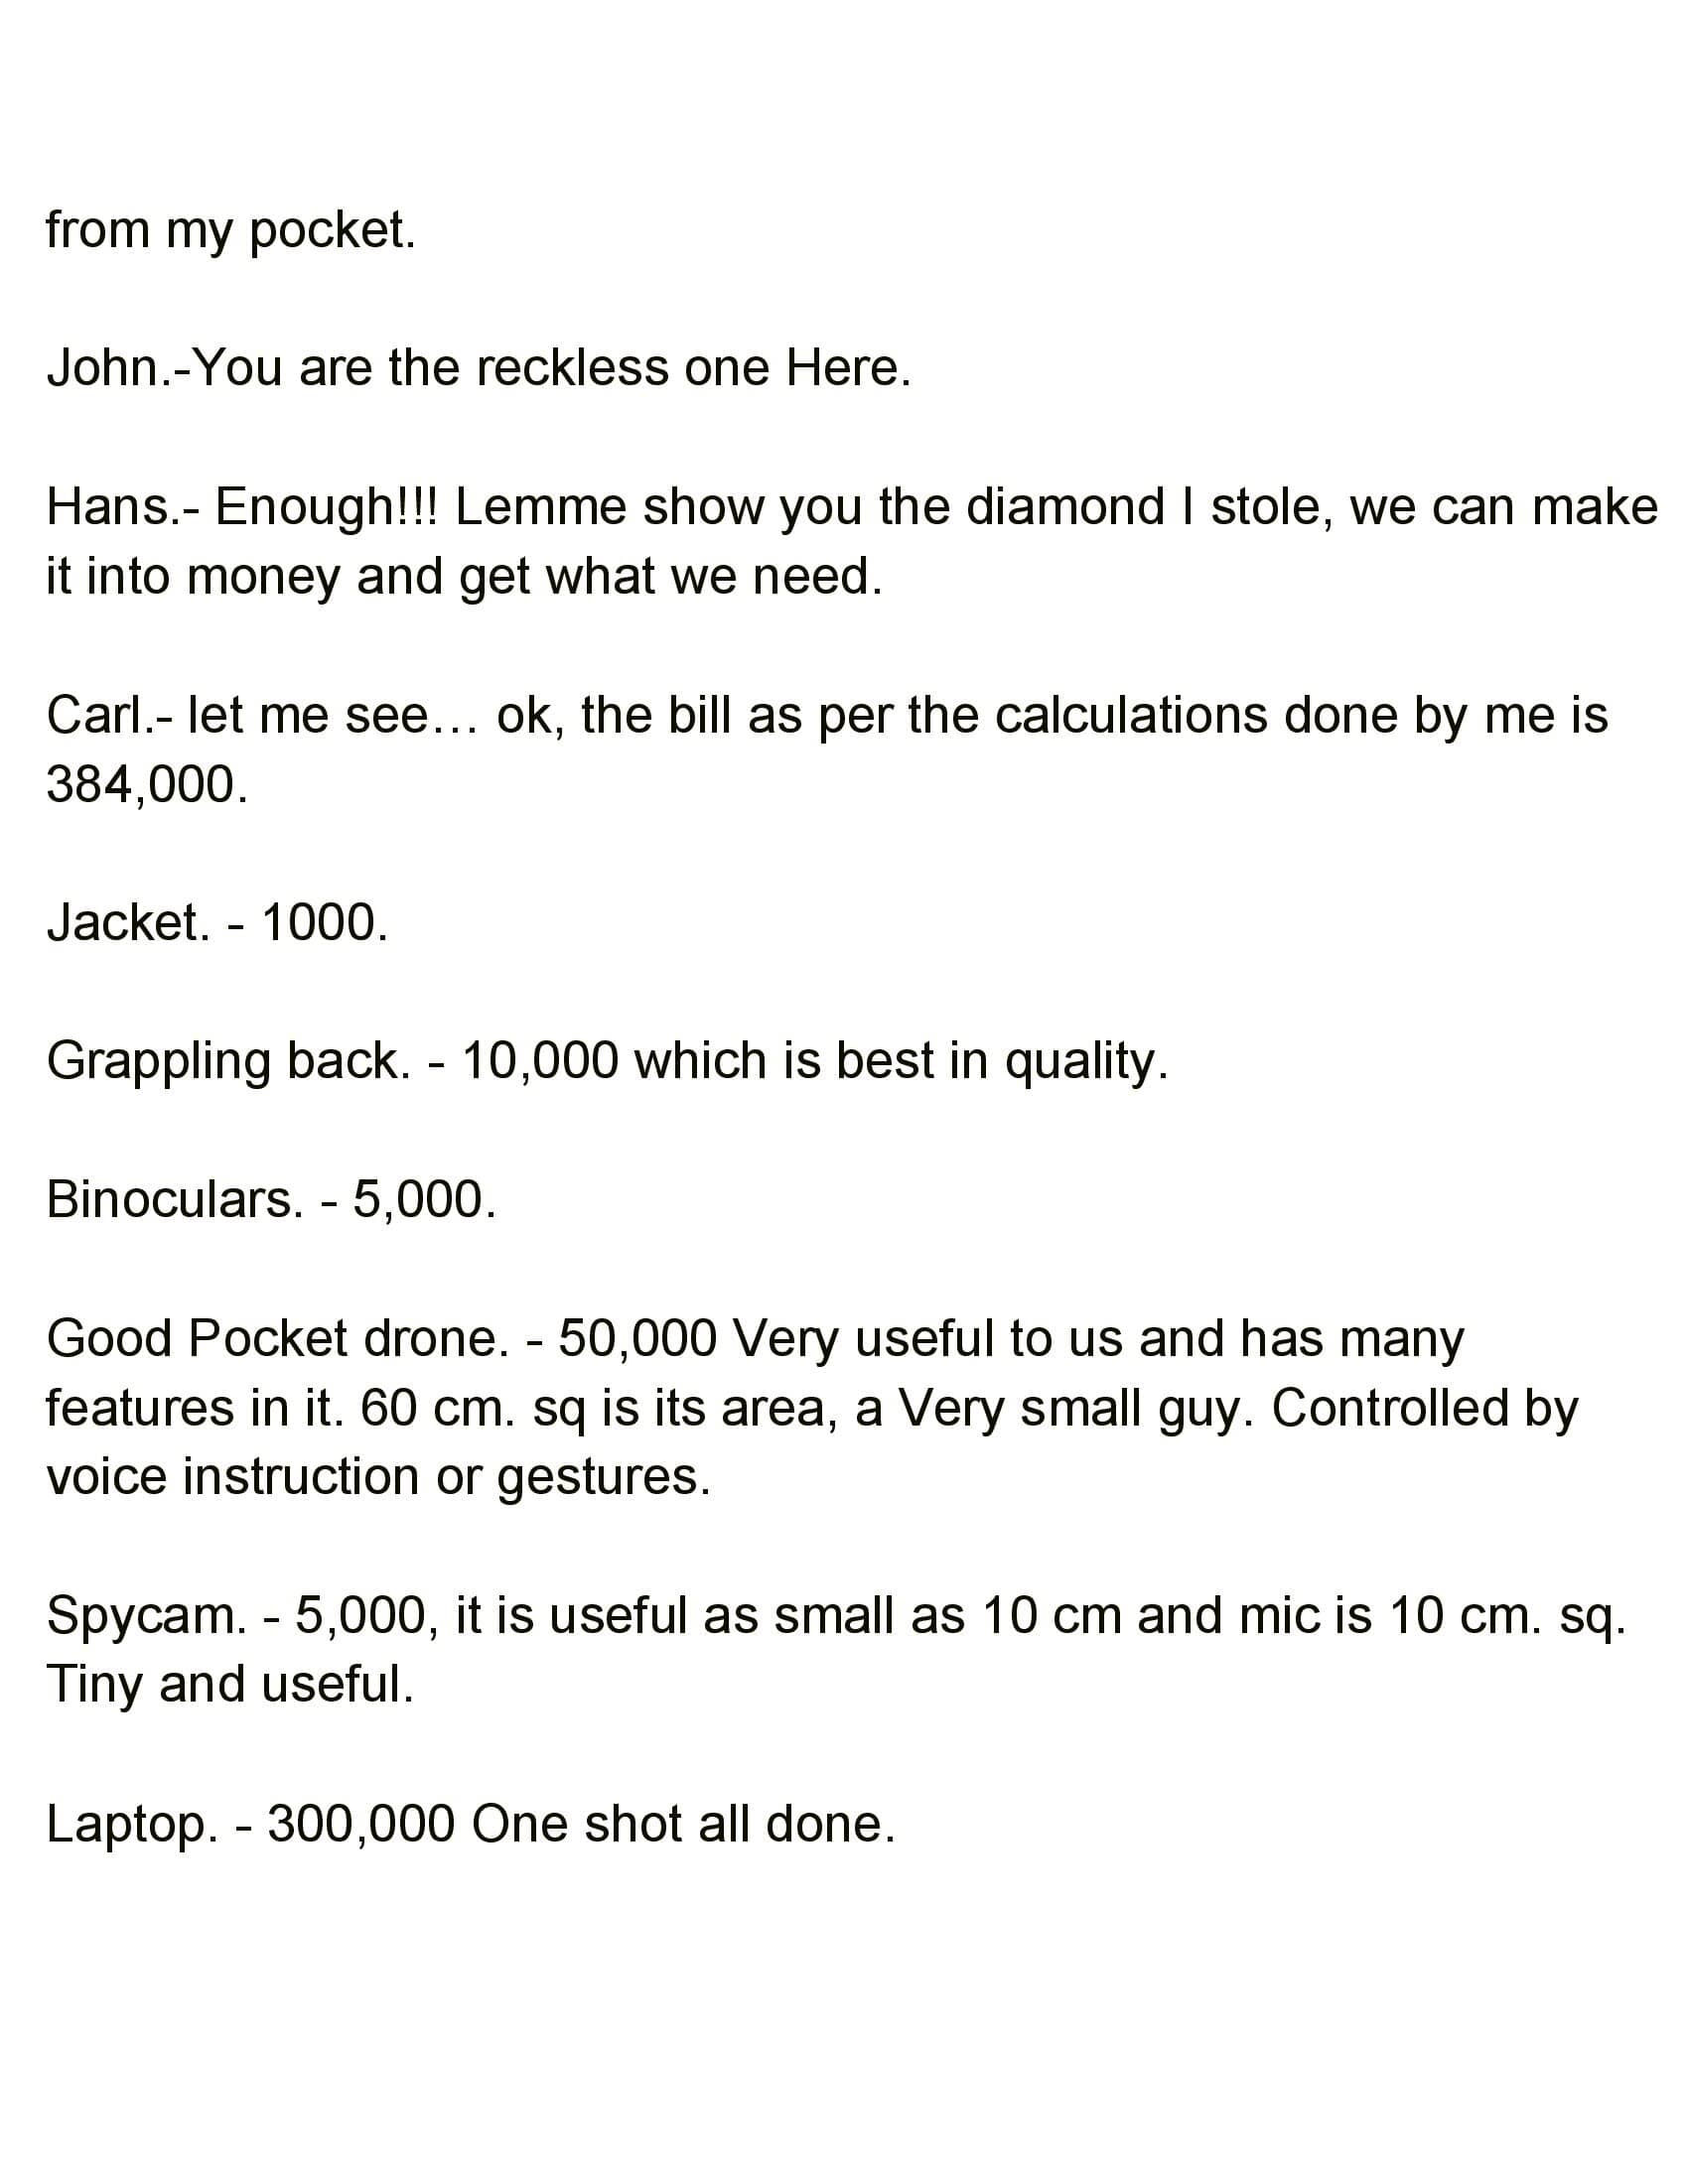 from my pocket.
John.-You are the reckless one Here.
Hans.- Enough!!! Lemme show you the diamond I stole, we can make
it into money and get what we need.
Carl.- let me see… ok, the bill as per the calculations done by me is
384,000.
Jacket. - 1000.
Grappling back. - 10,000 which is best in quality.
Binoculars. - 5,000.
Good Pocket drone. - 50,000 Very useful to us and has many
features in it. 60 cm. sq is its area, a Very small guy. Controlled by
voice instruction or gestures.
Spycam. - 5,000, it is useful as small as 10 cm and mic is 10 cm. sq.
Tiny and useful.
Laptop. - 300,000 One shot all done.